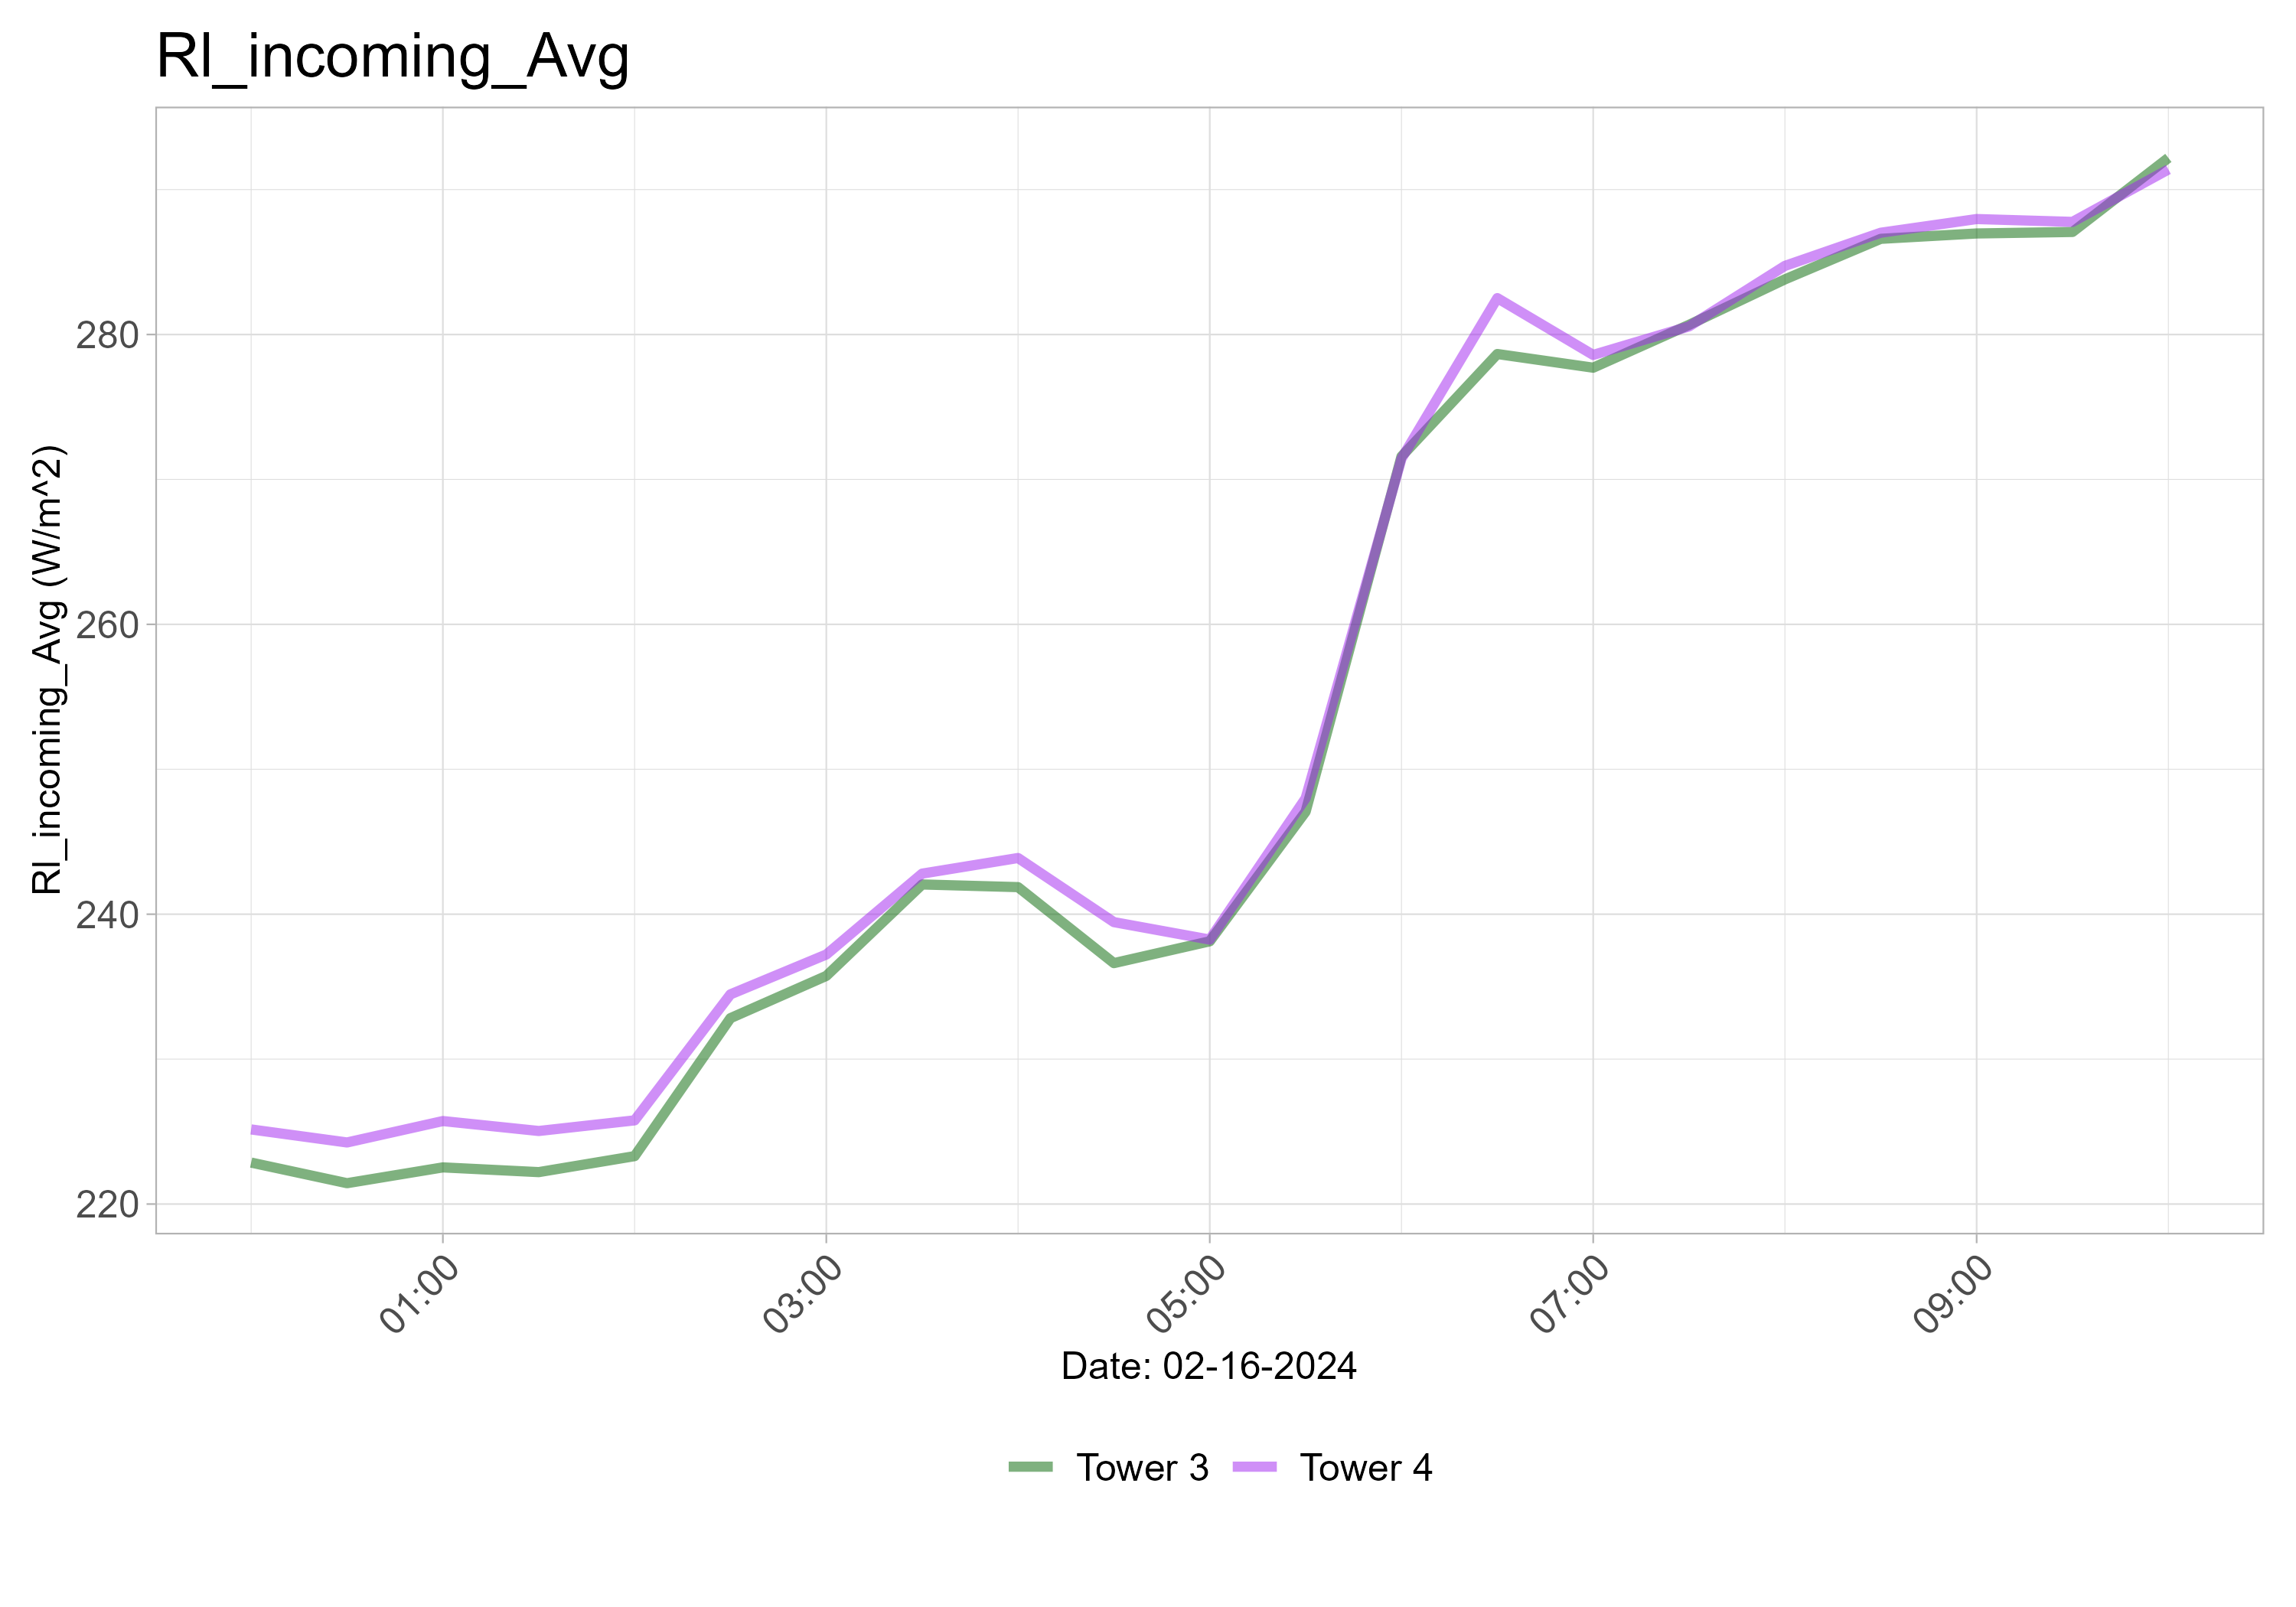 Rl_incoming_Avg
Rl_incoming_Avg (W/m^2)
280
260
240
220
01:00
03:00
05:00
07:00
09:00
Date: 02-16-2024
Tower 3
Tower 4